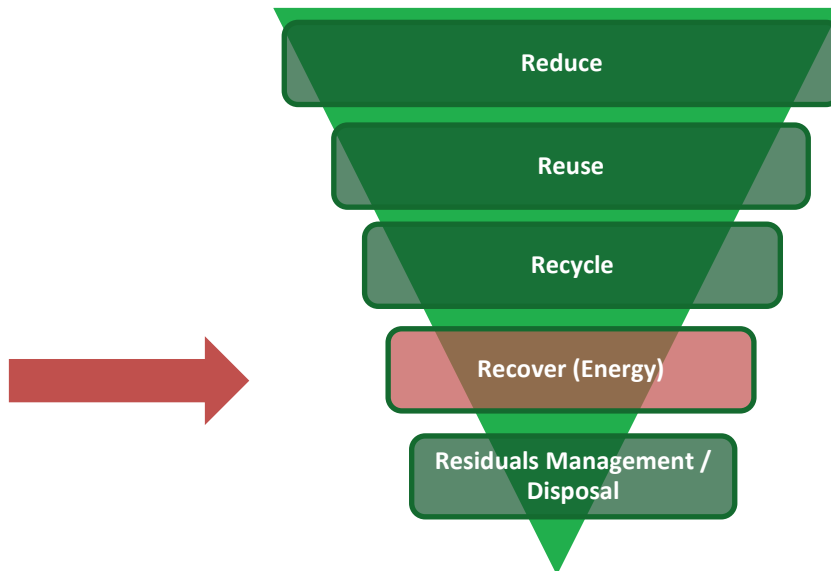 Reduce
Reuse
Recycle
Recover (Energy)
Residuals Management /
Disposal